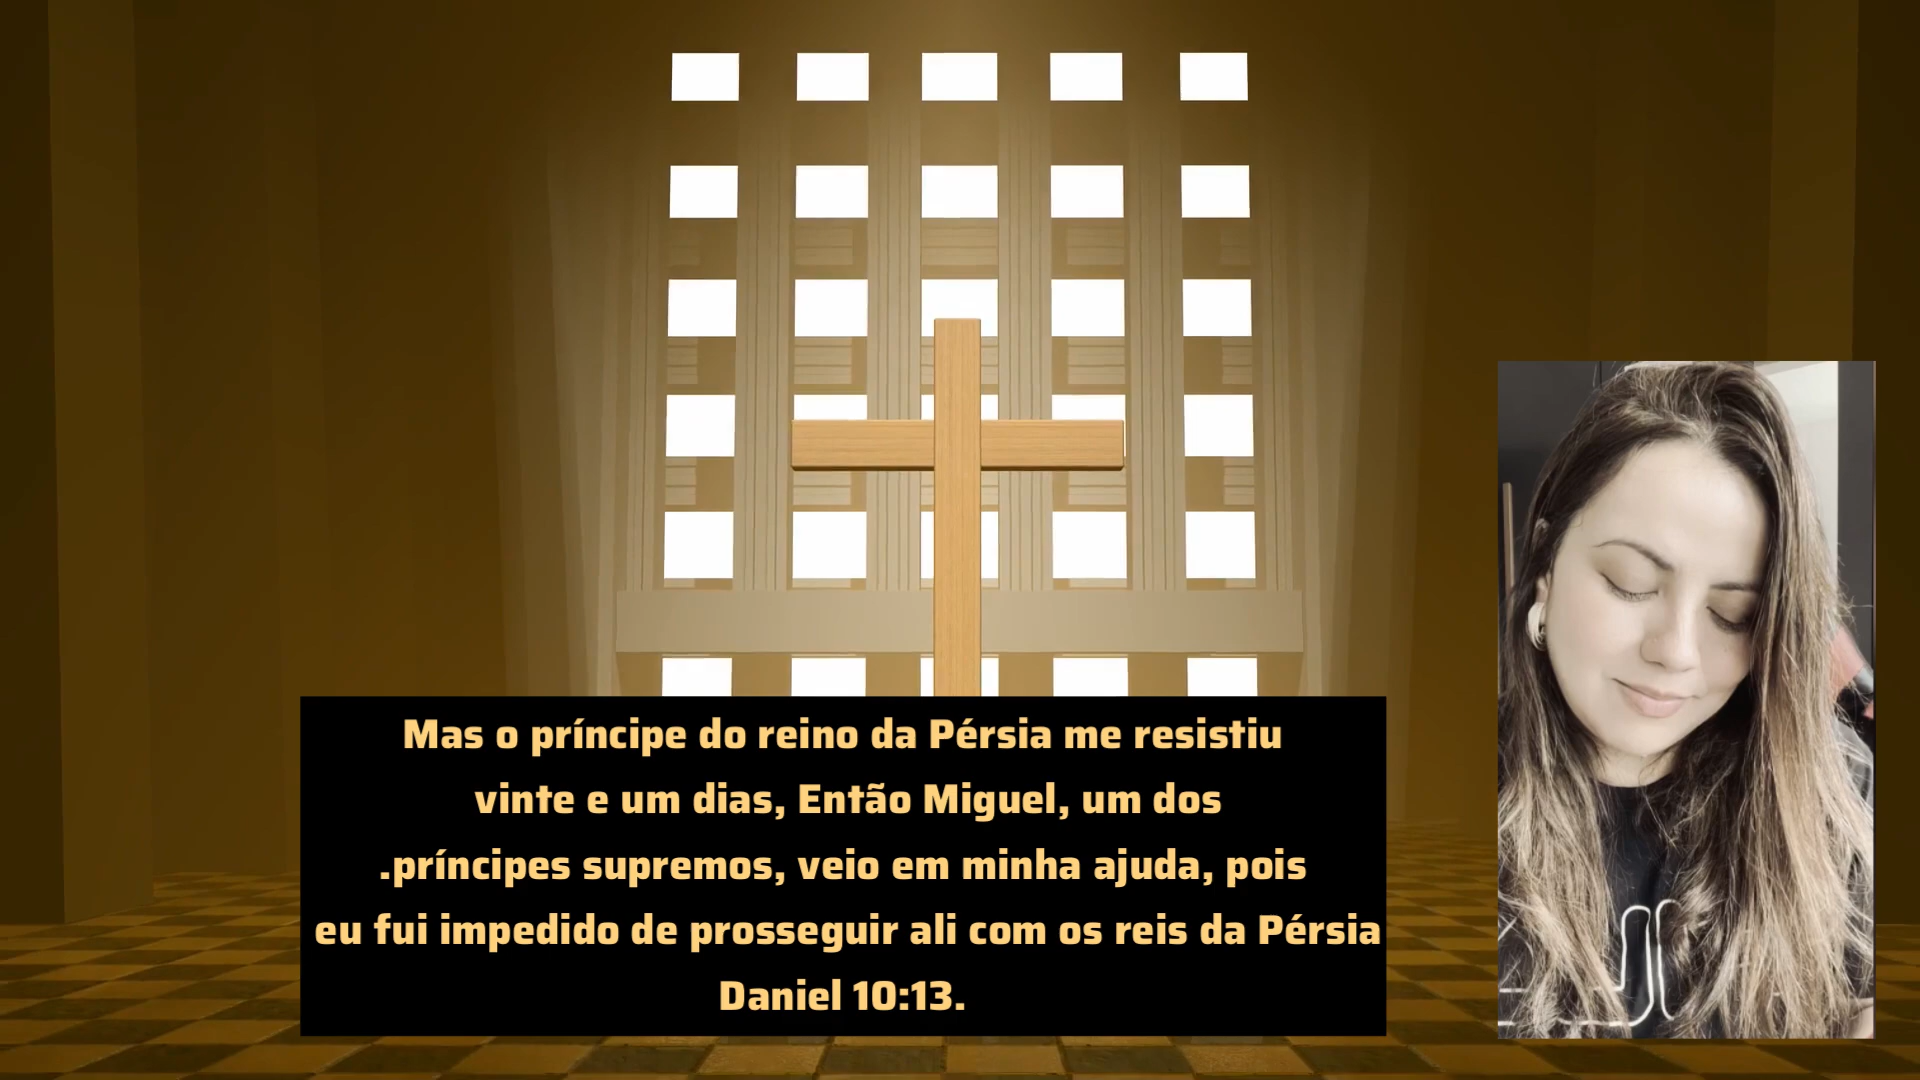 Mas o príncipe do reino da Pérsia me resistiu
vinte e um dias, Então Miguel, um dos
.príncipes supremos, veio em minha ajuda, pois
eu fui impedido de prosseguir ali com os reis da Pérsia
Daniel 10:13.